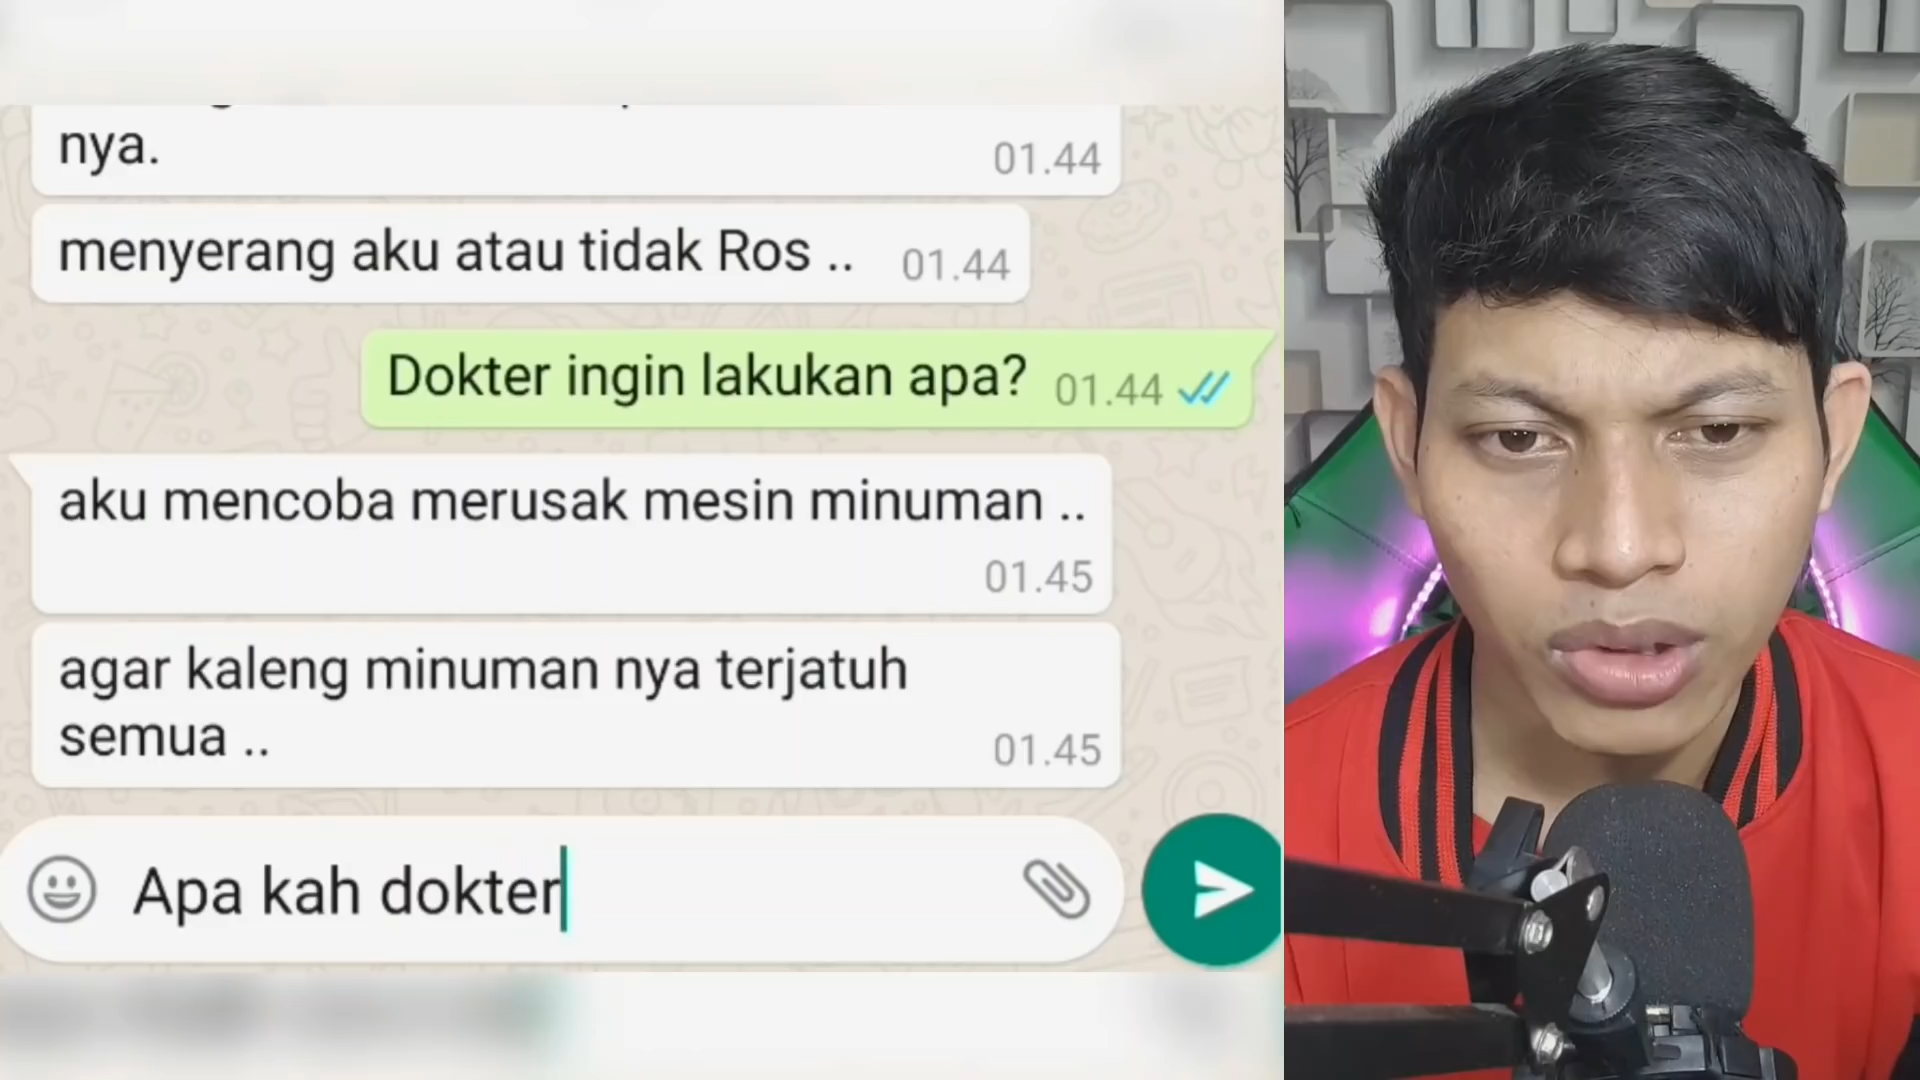 nya.
01.44
menyerang aku atau tidak Ros ..
01.44
Dokter ingin lakukan apa?
01.44
aku mencoba merusak mesin minuman ..
01.45
agar kaleng minuman nya terjatuh
semua ..
01.45
Apa kah dokter